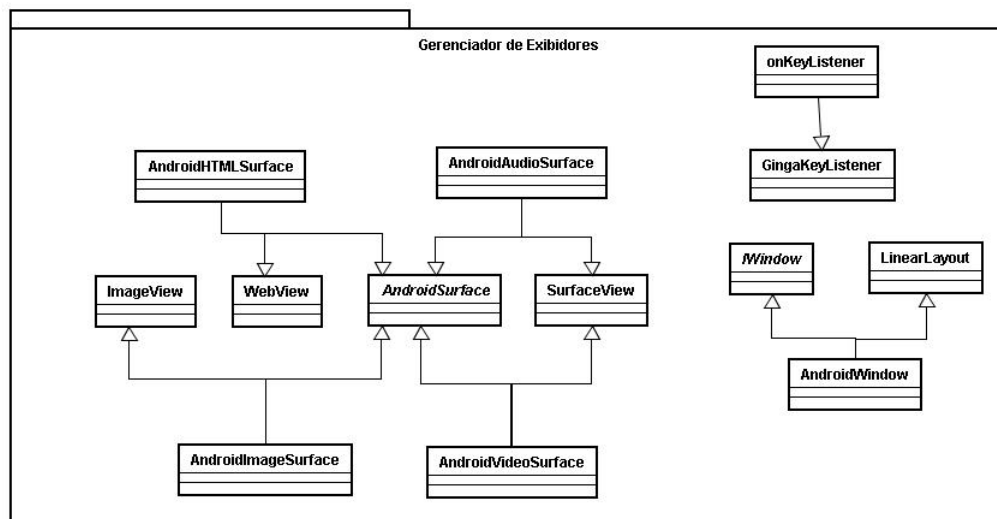 Gerenciador de Exibidores
onKeyListener
AndroidHTMLSurface
AndroidAudioSurface
GingaKeyListener
IWindow
LinearLayout
ImageView
WebView
AndroidSurface
SurfaceView
AndroidWindow
AndroidImageSurface
AndroidVideoSurface